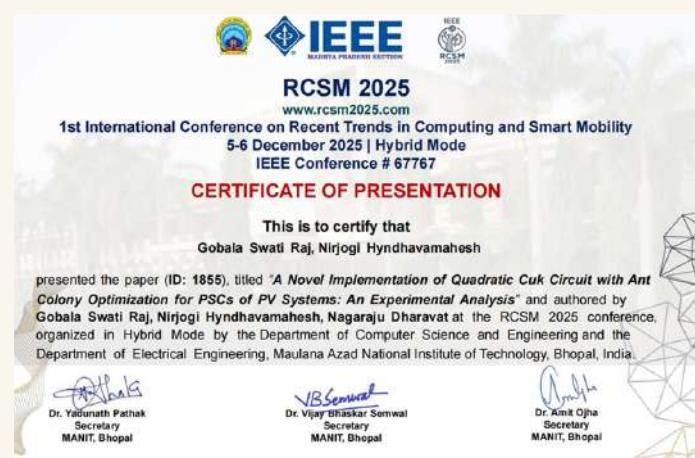 IEEE
MADHYA PRADESH SECTION
IEEE
RCSM
2025
RCSM 2025
www.rcsm2025.com
1st International Conference on Recent Trends in Computing and Smart Mobility
5-6 December 2025 | Hybrid Mode
IEEE Conference # 67767
CERTIFICATE OF PRESENTATION
This is to certify that
Gobala Swati Raj, Nirjogi Hyndhavamahesh
presented the paper (ID: 1855), titled "A Novel Implementation of Quadratic Cuk Circuit with Ant
Colony Optimization for PSCs of PV Systems: An Experimental Analysis" and authored by
Gobala Swati Raj, Nirjogi Hyndhavamahesh, Nagaraju Dharavat at the RCSM 2025 conference,
organized in Hybrid Mode by the Department of Computer Science and Engineering and the
Department of Electrical Engineering, Maulana Azad National Institute of Technology, Bhopal, India.
VBSemwal
Dr. Yadunath Pathak
Secretary
MANIT, Bhopal
Dr. Vijay Bhaskar Semwal
Secretary
MANIT, Bhopal
Dr. Amit Ojha
Secretary
MANIT, Bhopal